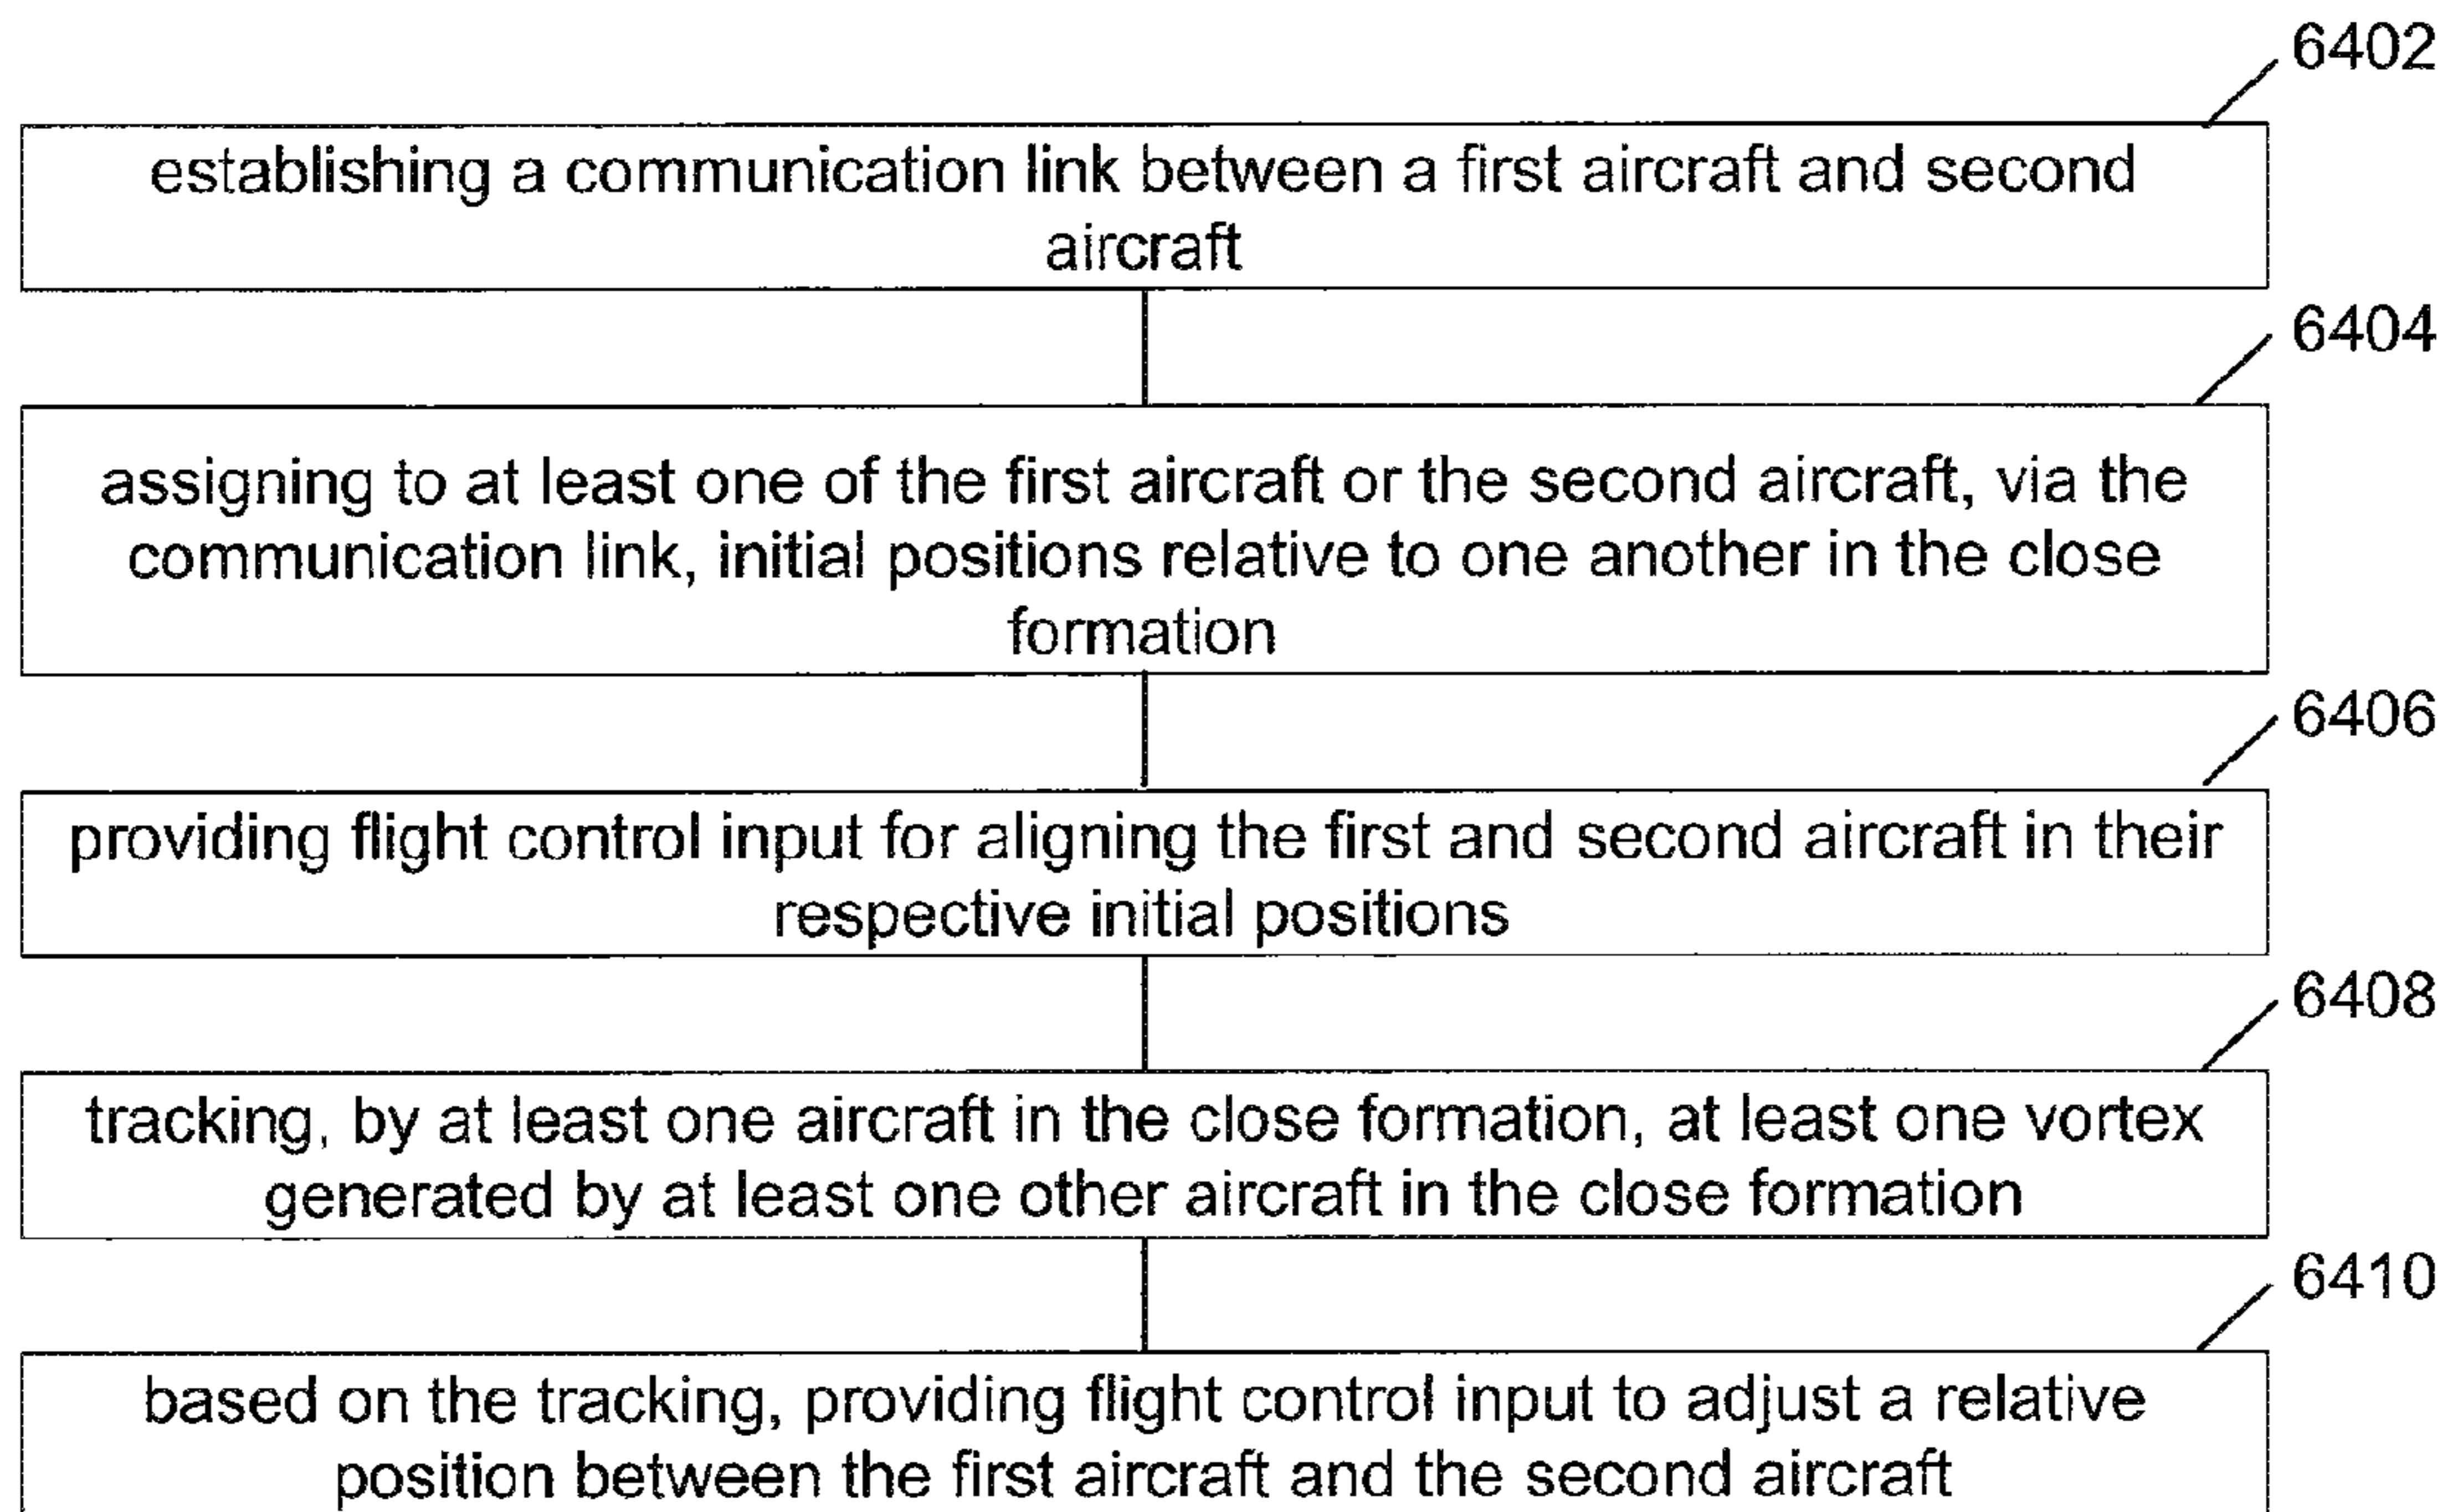 6402
establishing a communication link between a first aircraft and second
aircraft
6404
assigning to at least one of the first aircraft or the second aircraft, via the
communication link, initial positions relative to one another in the close
formation
6406
providing flight control input for aligning the first and second aircraft in their
respective initial positions
6408
tracking, by at least one aircraft in the close formation, at least one vortex
generated by at least one other aircraft in the close formation
6410
based on the tracking, providing flight control input to adjust a relative
position between the first aircraft and the second aircraft